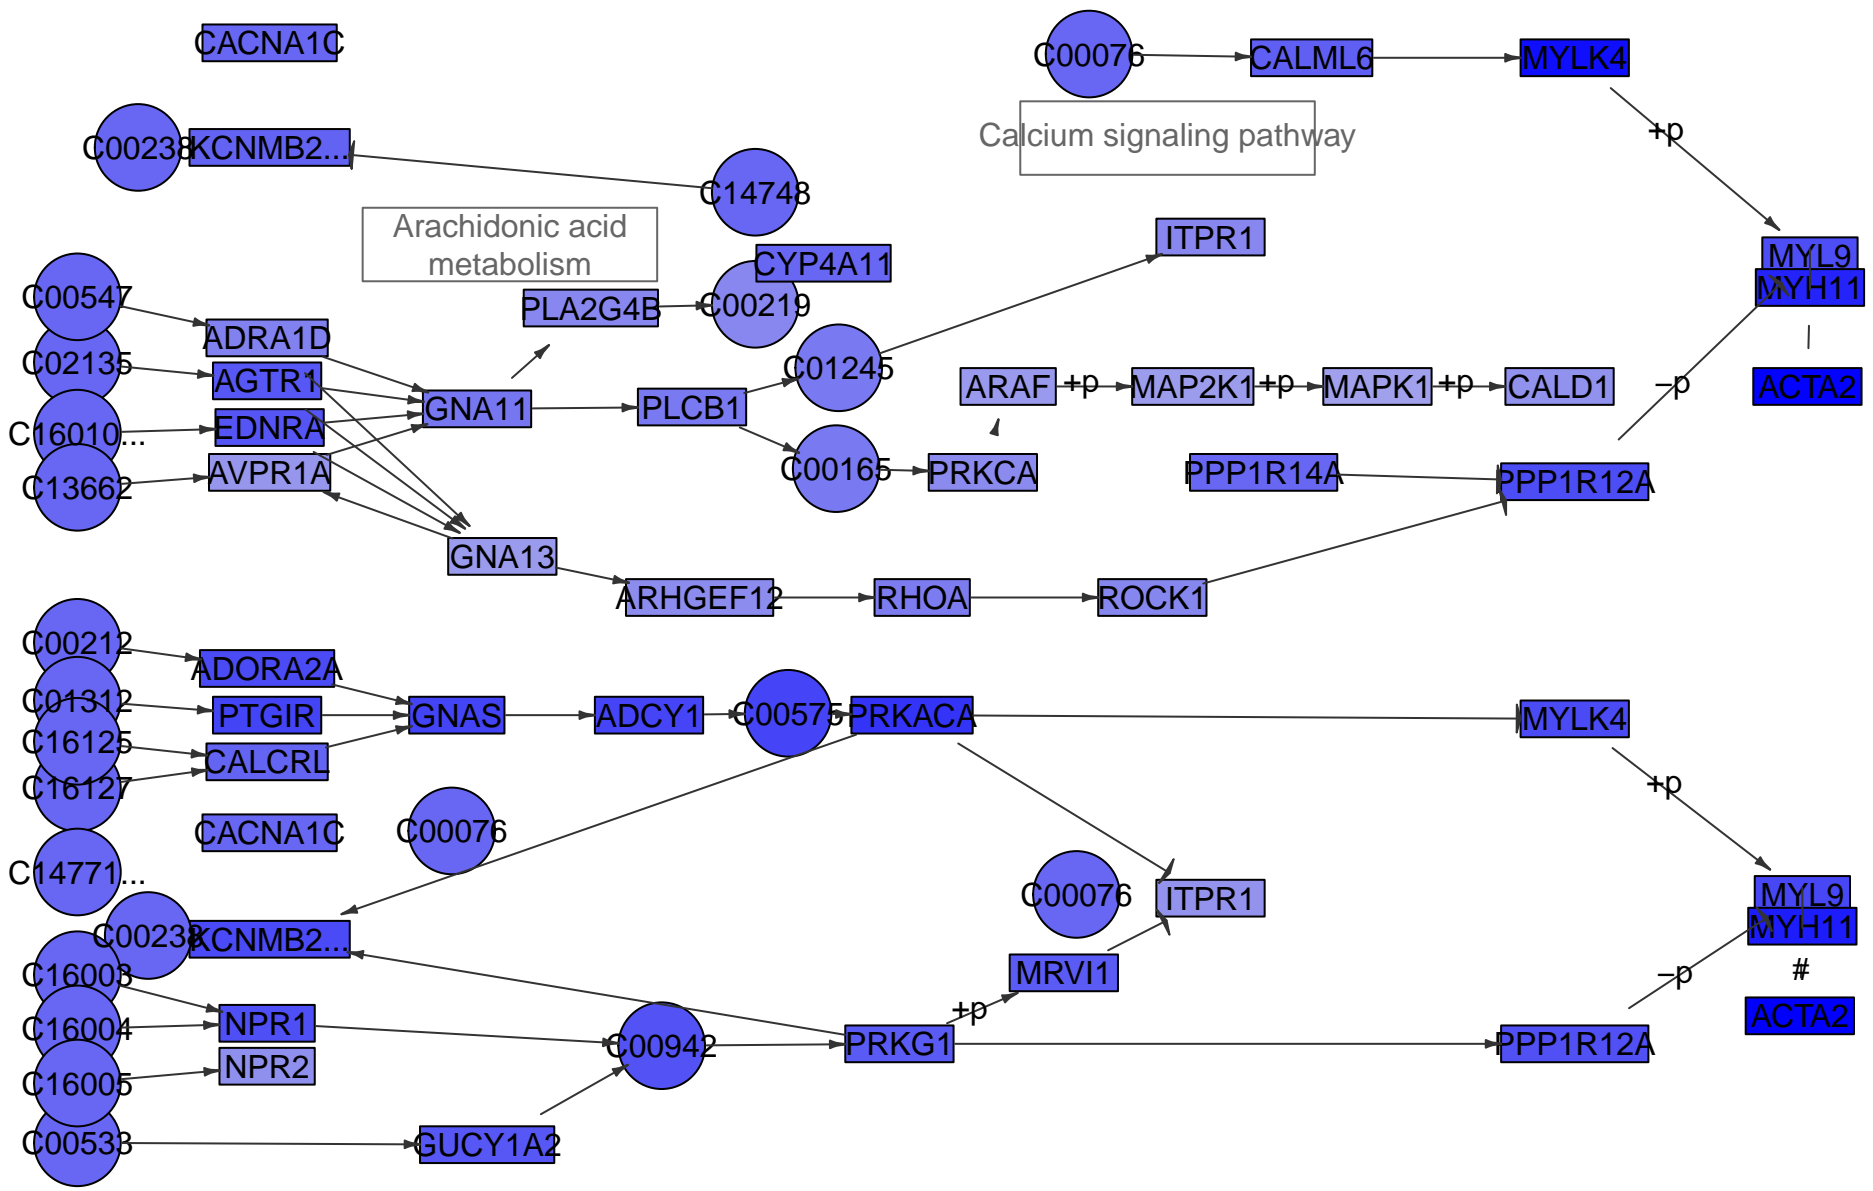 CACNA1C
C00076
CALML6
MYLK4
Calcium signaling pathway
+p
C00238
KCNMB2...
C14748
Arachidonic acid
metabolism
ITPR1
CYP4A11
MYL9
MYH11
C00547
PLA2G4B
C00219
ADRA1D
C02135
AGTR1
C01245
ARAF
+p
MAP2K1
+p
MAPK1
+p
CALD1
–p
ACTA2
GNA11
PLCB1
C16010...
EDNRA
C00165
PRKCA
PPP1R14A
PPP1R12A
C13662
AVPR1A
GNA13
ARHGEF12
RHOA
ROCK1
C00212
ADORA2A
C01312
PTGIR
GNAS
ADCY1
C00575
PRKACA
MYLK4
C16125
CALCRL
C16127
+p
CACNA1C
C00076
C14771...
C00076
ITPR1
MYL9
MYH11
C00238
KCNMB2...
C16003
MRVI1
–p
#
+p
C16004
NPR1
C00942
PRKG1
PPP1R12A
ACTA2
C16005
NPR2
C00533
GUCY1A2